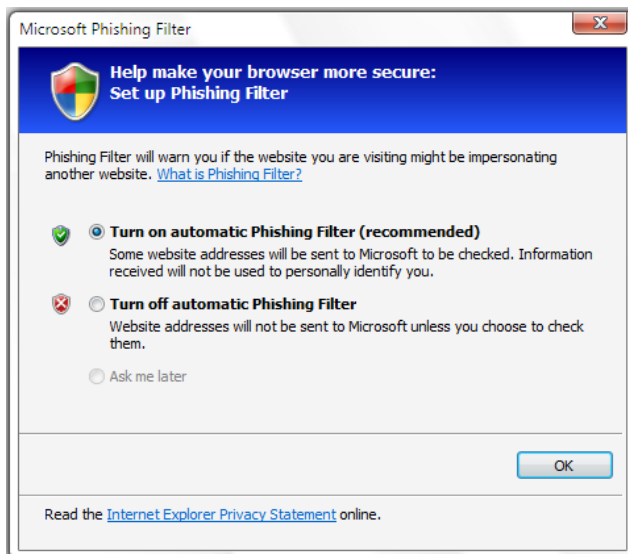 Microsoft Phishing Filter
Help make your browser more secure:
Set up Phishing Filter
Phishing Filter will warn you if the website you are visiting might be impersonating
another website. What is Phishing Filter?
Turn on automatic Phishing Filter (recommended)
Some website addresses will be sent to Microsoft to be checked. Information
received will not be used to personally identify you.
Turn off automatic Phishing Filter
Website addresses will not be sent to Microsoft unless you choose to check
them.
Ask me later
OK
Read the Internet Explorer Privacy Statement online.